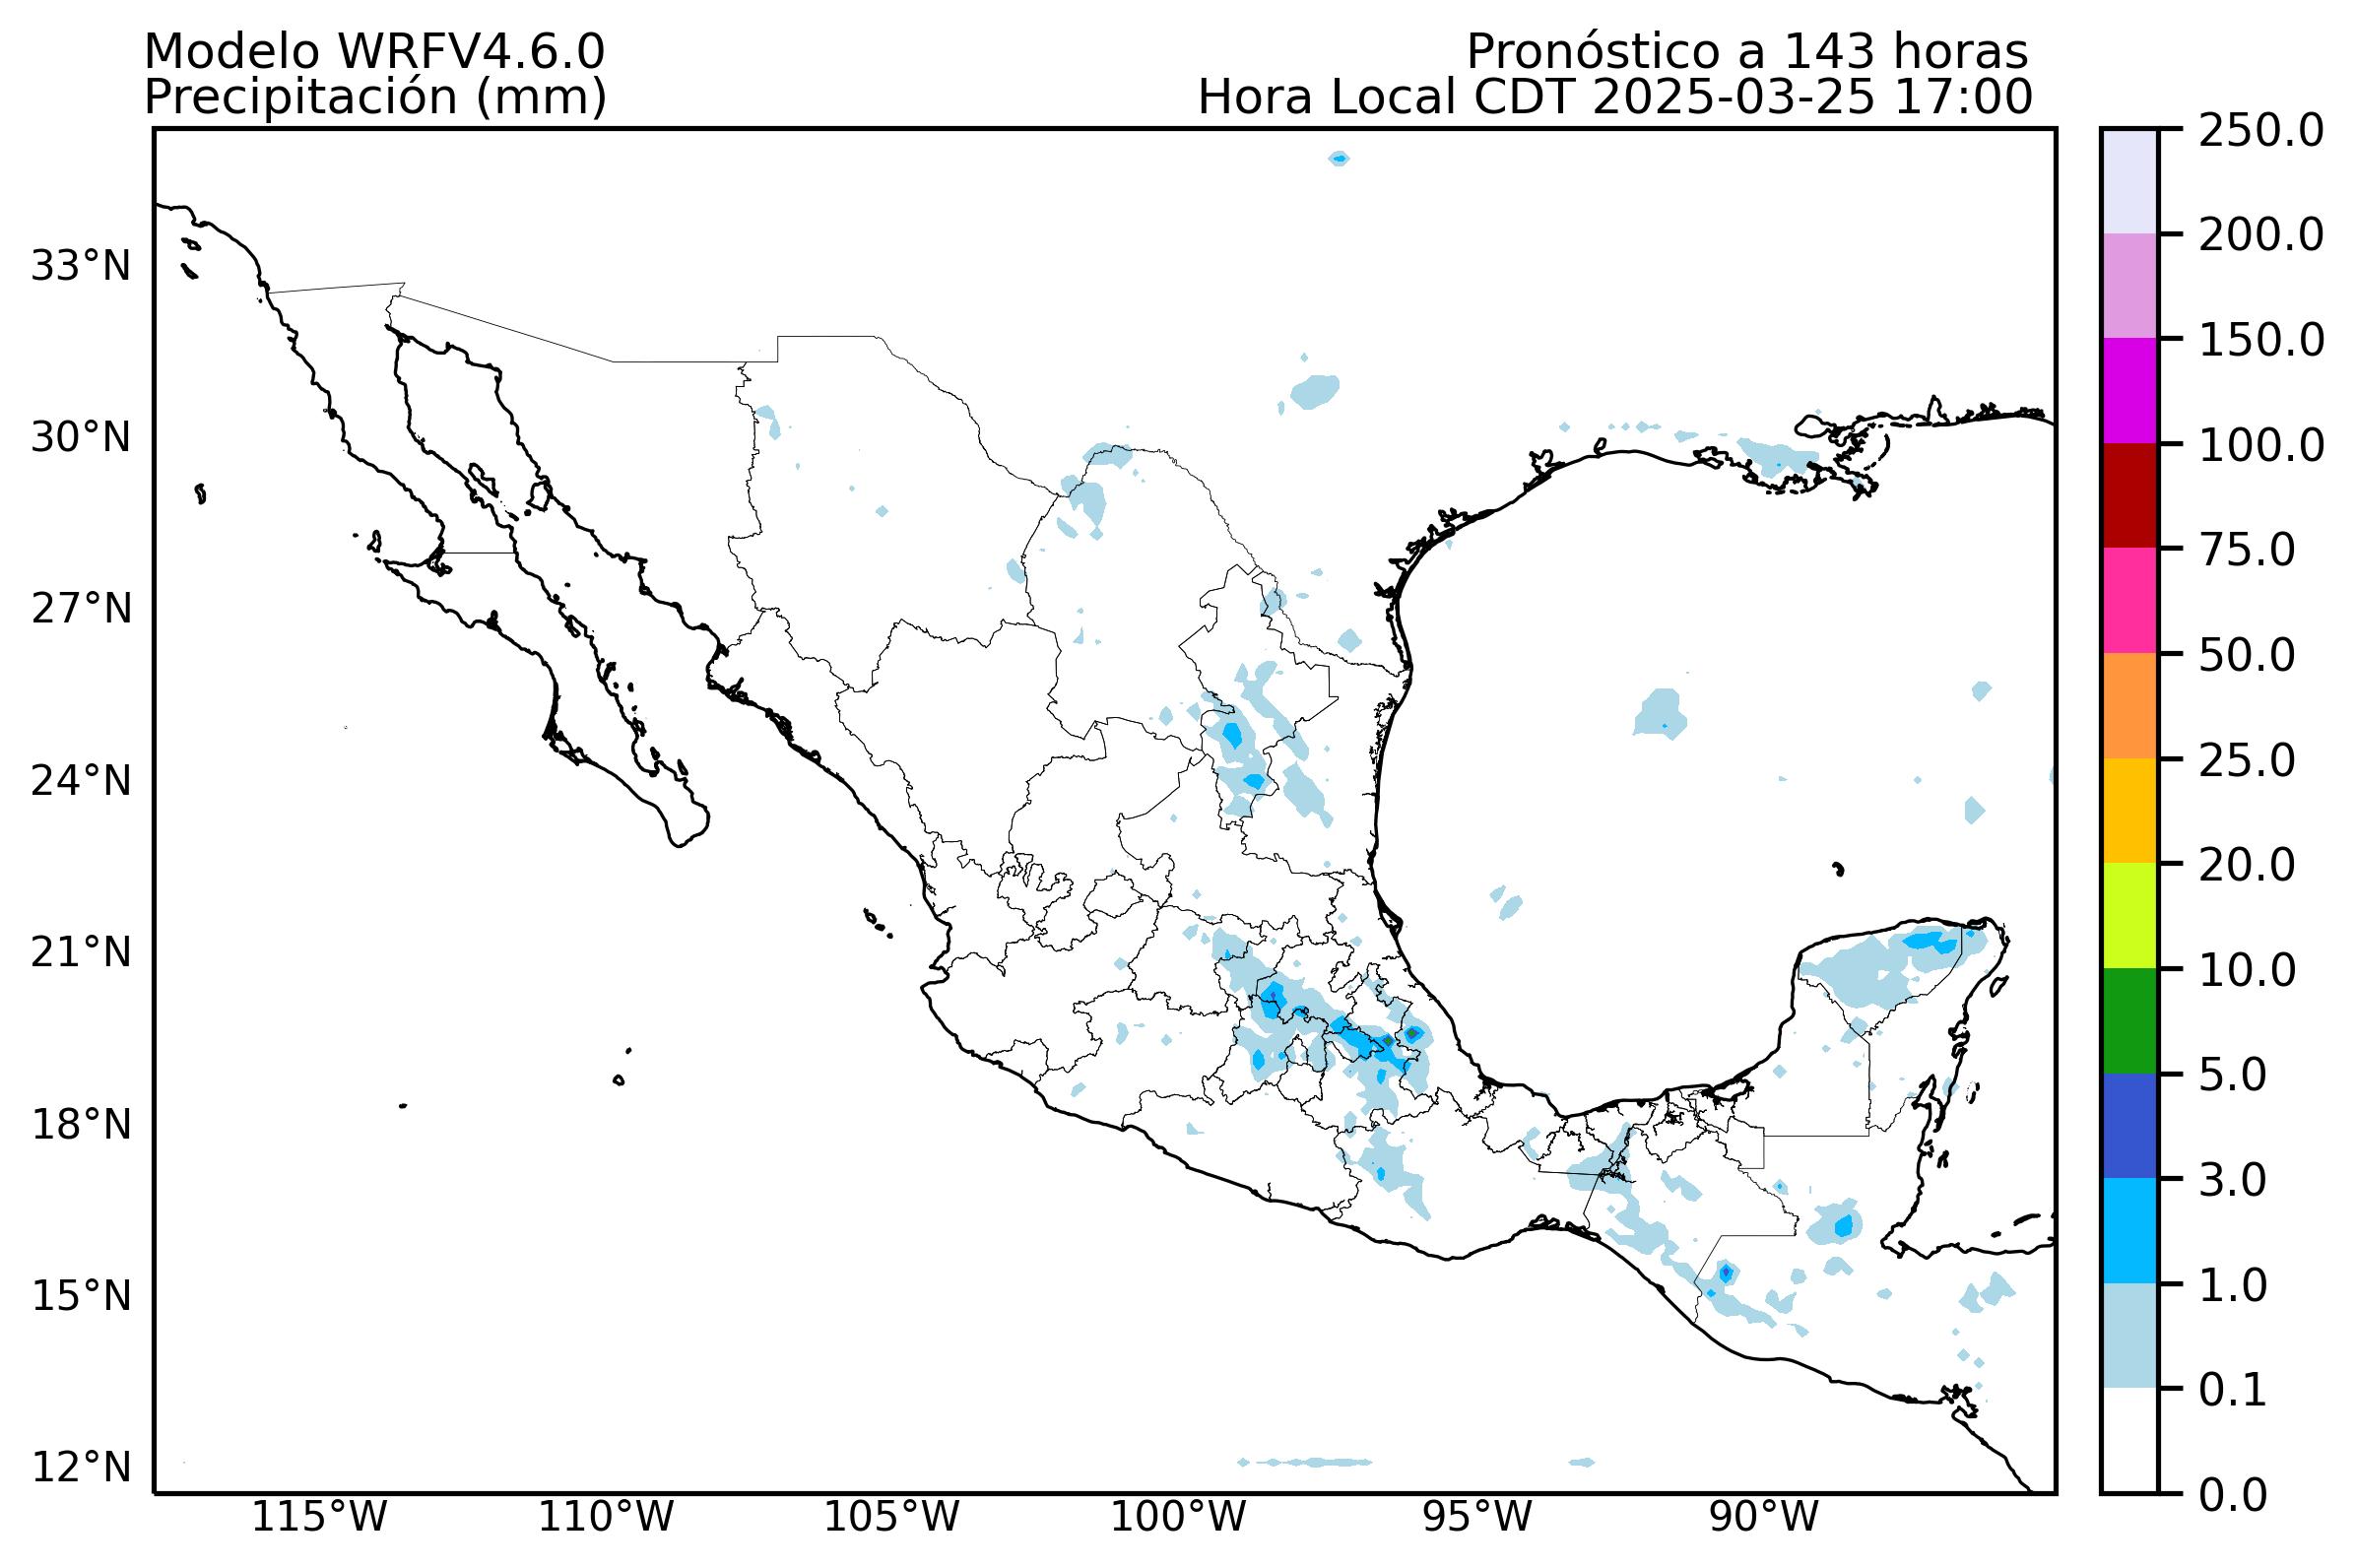 Modelo WRFV4.6.0
Precipitación (mm)
Pronóstico a 143 horas
Hora Local CDT 2025-03-25 17:00
33°N
30°N
27°N
24°N
21°N
18°N
15°N
12°N
115°W
110°W
105°W
100°W
95°W
90°W
250.0
200.0
150.0
100.0
75.0
50.0
25.0
20.0
10.0
5.0
3.0
1.0
0.1
0.0